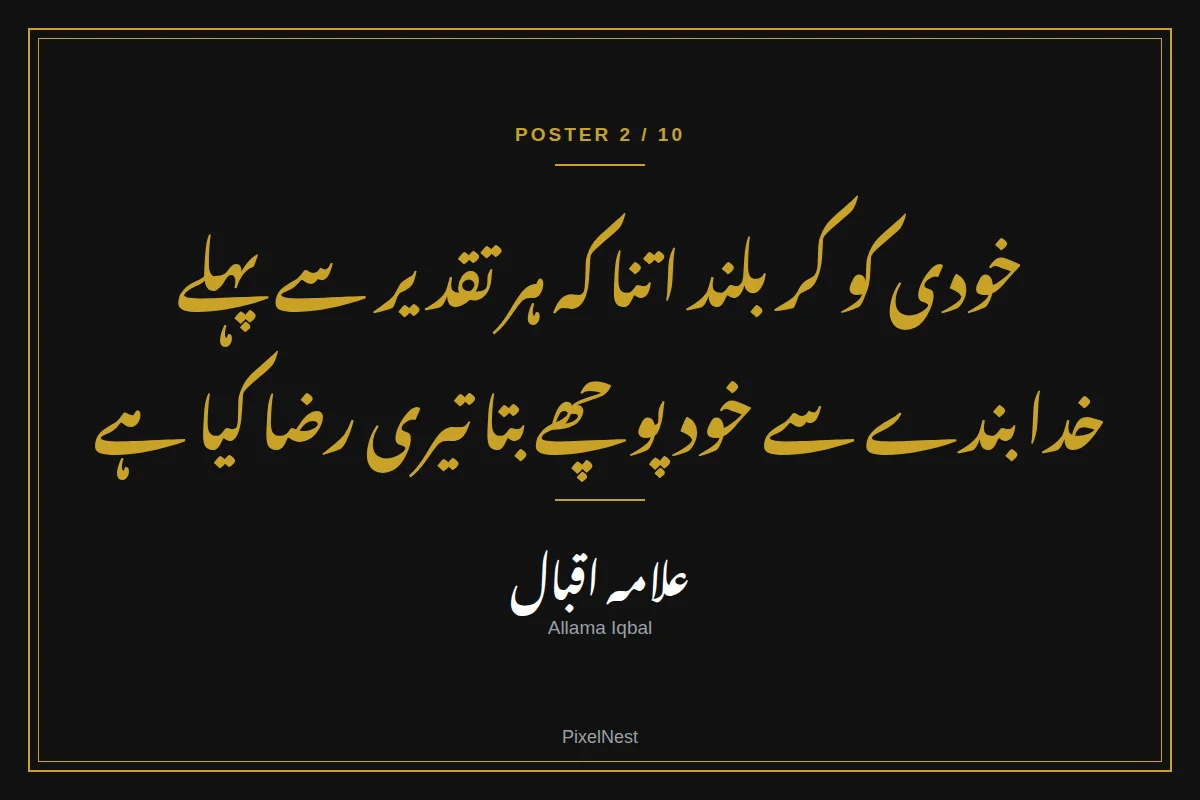 POSTER 2 / 10
خودی کو کر بلند اتنا کہ ہر تقدیر سے پہلے
خدا بندے سے خود پوچھے بتا تیری رضا کیا ہے
علامہ اقبال
Allama Iqbal
PixelNest